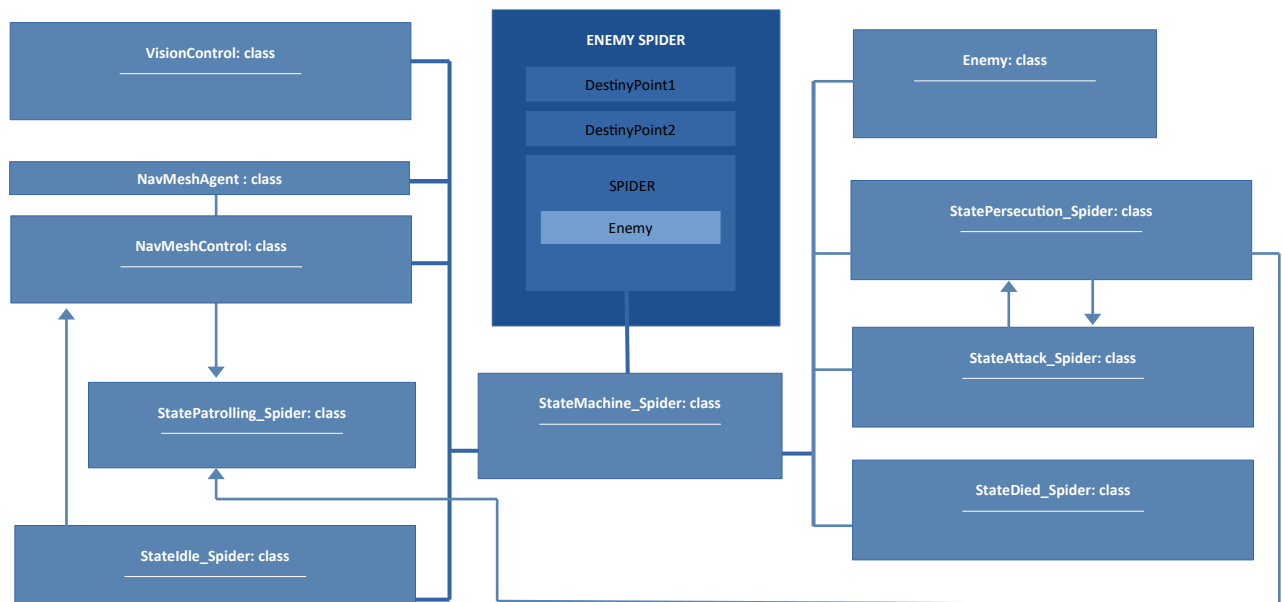 VisionControl: class
NavMeshAgent : class
NavMeshControl: class
StatePatrolling_Spider: class
StateIdle_Spider: class
ENEMY SPIDER
DestinyPoint1
DestinyPoint2
SPIDER
Enemy
StateMachine_Spider: class
Enemy: class
StatePersecution_Spider: class
StateAttack_Spider: class
StateDied_Spider: class